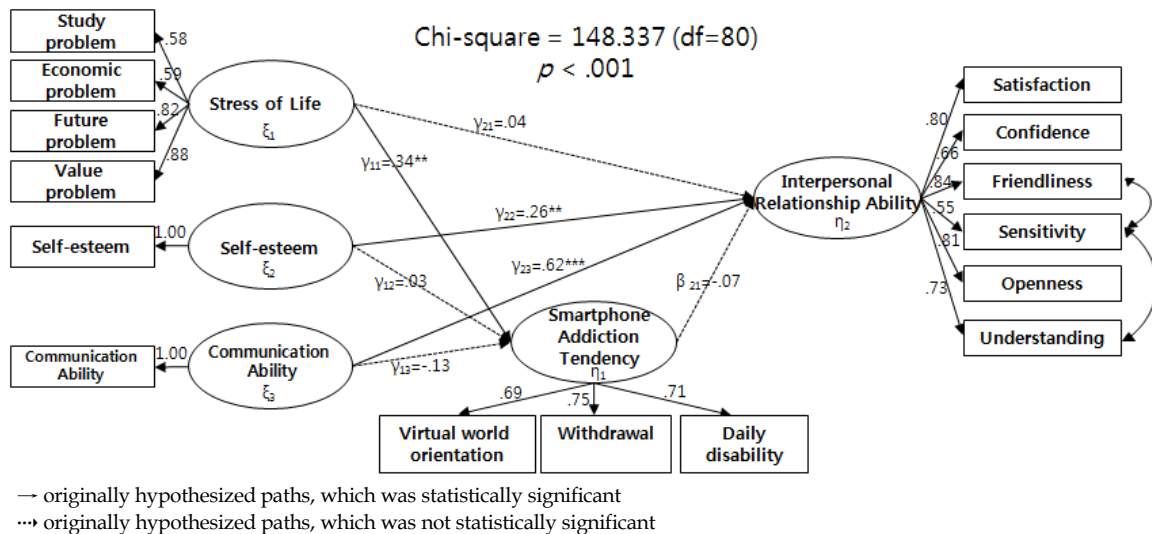 Chi-square = 148.337 (df=80)
p < .001
Study
problem
.58
Economic
problem
.59
Future
problem
.82
Value
problem
.88
Stress of Life
ξ1
γ21=.04
γ11=.34**
Self-esteem
1.00
Self-esteem
ξ2
γ22=.26**
γ12=.03
γ23=.62***
Communication
Ability
1.00
Communication
Ability
ξ3
γ13=-.13
Smartphone
Addiction
Tendency
η1
β 21=-.07
.69
.75
.71
Virtual world
orientation
Withdrawal
Daily
disability
Interpersonal
Relationship Ability
η2
.80
Satisfaction
.66
Confidence
.84
Friendliness
.55
Sensitivity
.81
Openness
.73
Understanding
→ originally hypothesized paths, which was statistically significant
⇢ originally hypothesized paths, which was not statistically significant